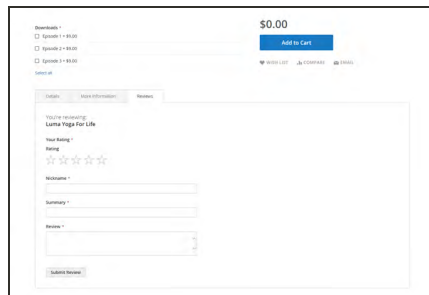 Downloads *
Episode 1 + $9.00
Episode 2 + $9.00
Episode 3 + $9.00
Select all
$0.00
Add to Cart
WISH LIST COMPARE EMAIL
Details More Information Reviews
You're reviewing:
Luma Yoga For Life
Your Rating *
Rating
Nickname *
Summary *
Review *
Submit Review